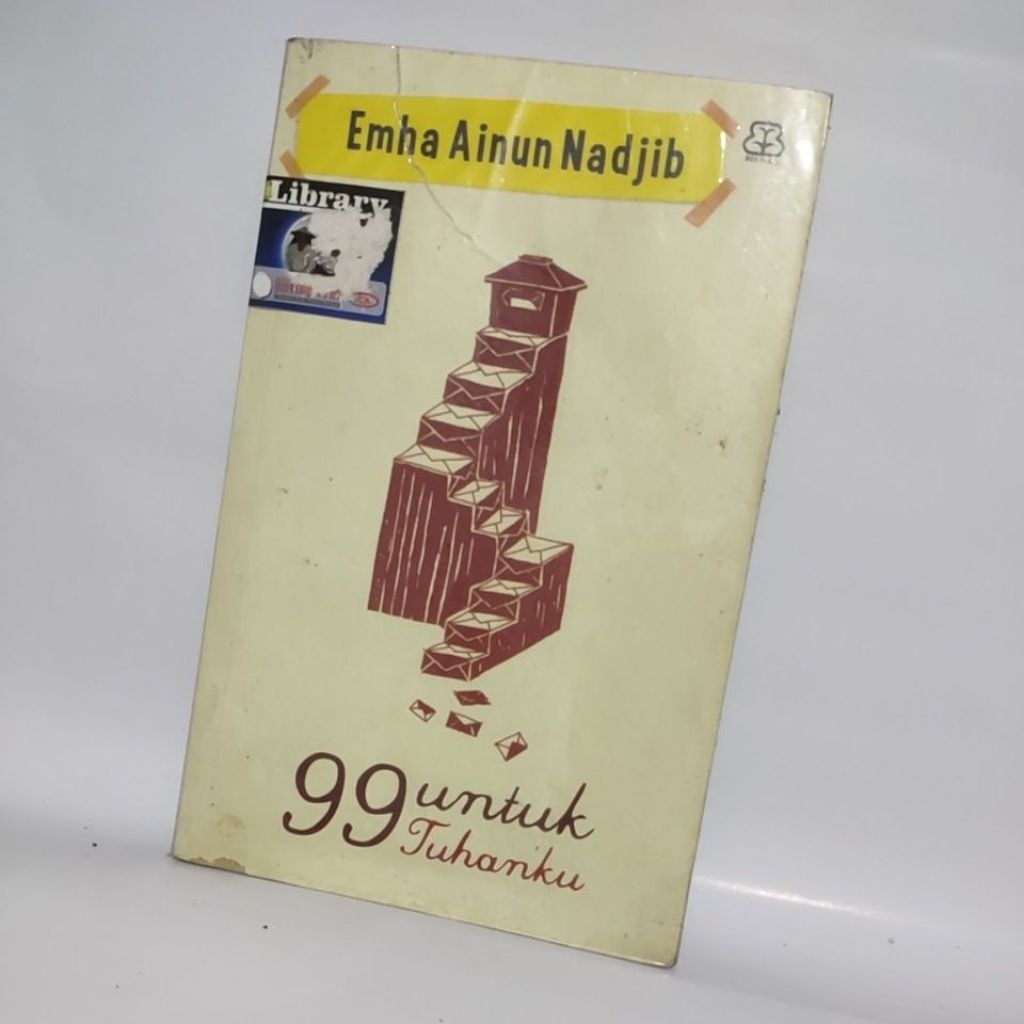 Emha Ainun Nadjib
Library
99 untuk
Tuhanku